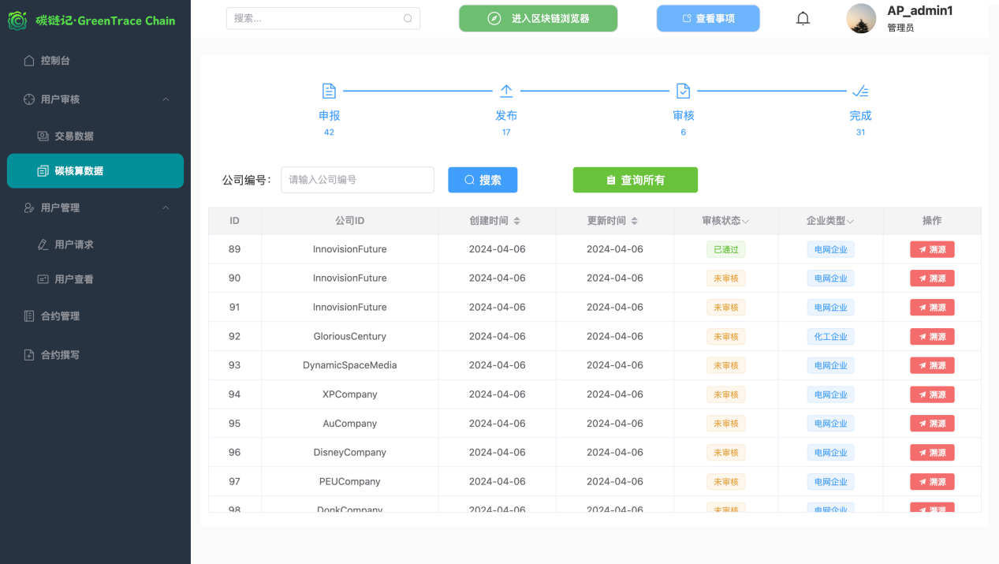 碳链记·GreenTrace Chain
控制台
用户审核
交易数据
碳核算数据
用户管理
用户请求
用户查看
合约管理
合约撰写
搜索...
进入区块链浏览器
查看事项
AP_admin1
管理员
申报 发布 审核 完成
42 17 6 31
公司编号: 请输入公司编号 搜索 查询所有
ID 公司ID 创建时间 更新时间 审核状态 企业类型 操作
89 InnovisionFuture 2024-04-06 2024-04-06 已通过 电网企业 溯源
90 InnovisionFuture 2024-04-06 2024-04-06 未审核 电网企业 溯源
91 InnovisionFuture 2024-04-06 2024-04-06 未审核 电网企业 溯源
92 GloriousCentury 2024-04-06 2024-04-06 未审核 化工企业 溯源
93 DynamicSpaceMedia 2024-04-06 2024-04-06 未审核 电网企业 溯源
94 XPCompany 2024-04-06 2024-04-06 未审核 电网企业 溯源
95 AuCompany 2024-04-06 2024-04-06 未审核 电网企业 溯源
96 DisneyCompany 2024-04-06 2024-04-06 未审核 电网企业 溯源
97 PEUCompany 2024-04-06 2024-04-06 未审核 电网企业 溯源
98 DonkCompany 2024-04-06 2024-04-06 未审核 电网企业 溯源